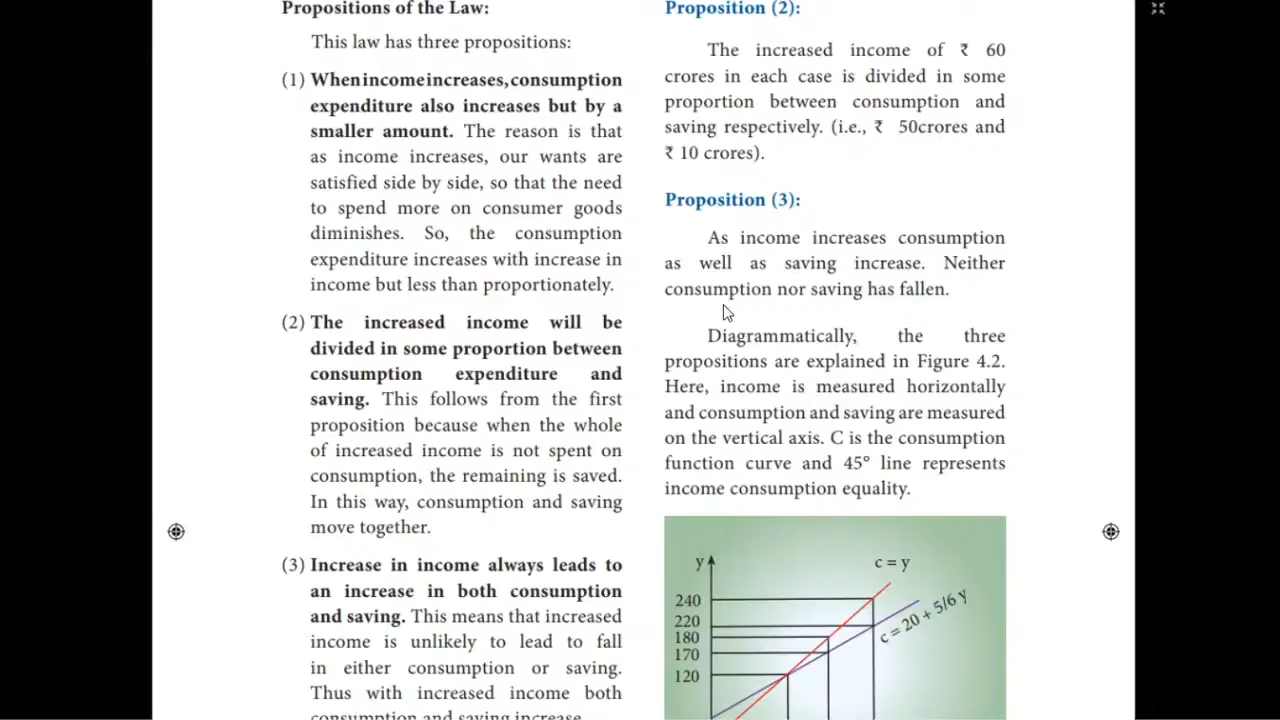 Propositions of the Law:
This law has three propositions:
(1) When income increases, consumption
expenditure also increases but by a
smaller amount. The reason is that
as income increases, our wants are
satisfied side by side, so that the need
to spend more on consumer goods
diminishes. So, the consumption
expenditure increases with increase in
income but less than proportionately.
(2) The increased income will be
divided in some proportion between
consumption expenditure and
saving. This follows from the first
proposition because when the whole
of increased income is not spent on
consumption, the remaining is saved.
In this way, consumption and saving
move together.
(3) Increase in income always leads to
an increase in both consumption
and saving. This means that increased
income is unlikely to lead to fall
in either consumption or saving.
Thus with increased income both
consumption and saving increase.
Proposition (2):
The increased income of ₹ 60
crores in each case is divided in some
proportion between consumption and
saving respectively. (i.e., ₹ 50crores and
₹ 10 crores).
Proposition (3):
As income increases consumption
as well as saving increase. Neither
consumption nor saving has fallen.
Diagrammatically, the three
propositions are explained in Figure 4.2.
Here, income is measured horizontally
and consumption and saving are measured
on the vertical axis. C is the consumption
function curve and 45° line represents
income consumption equality.
y
c = y
240
c = 20 + 5/6 y
220
180
170
120